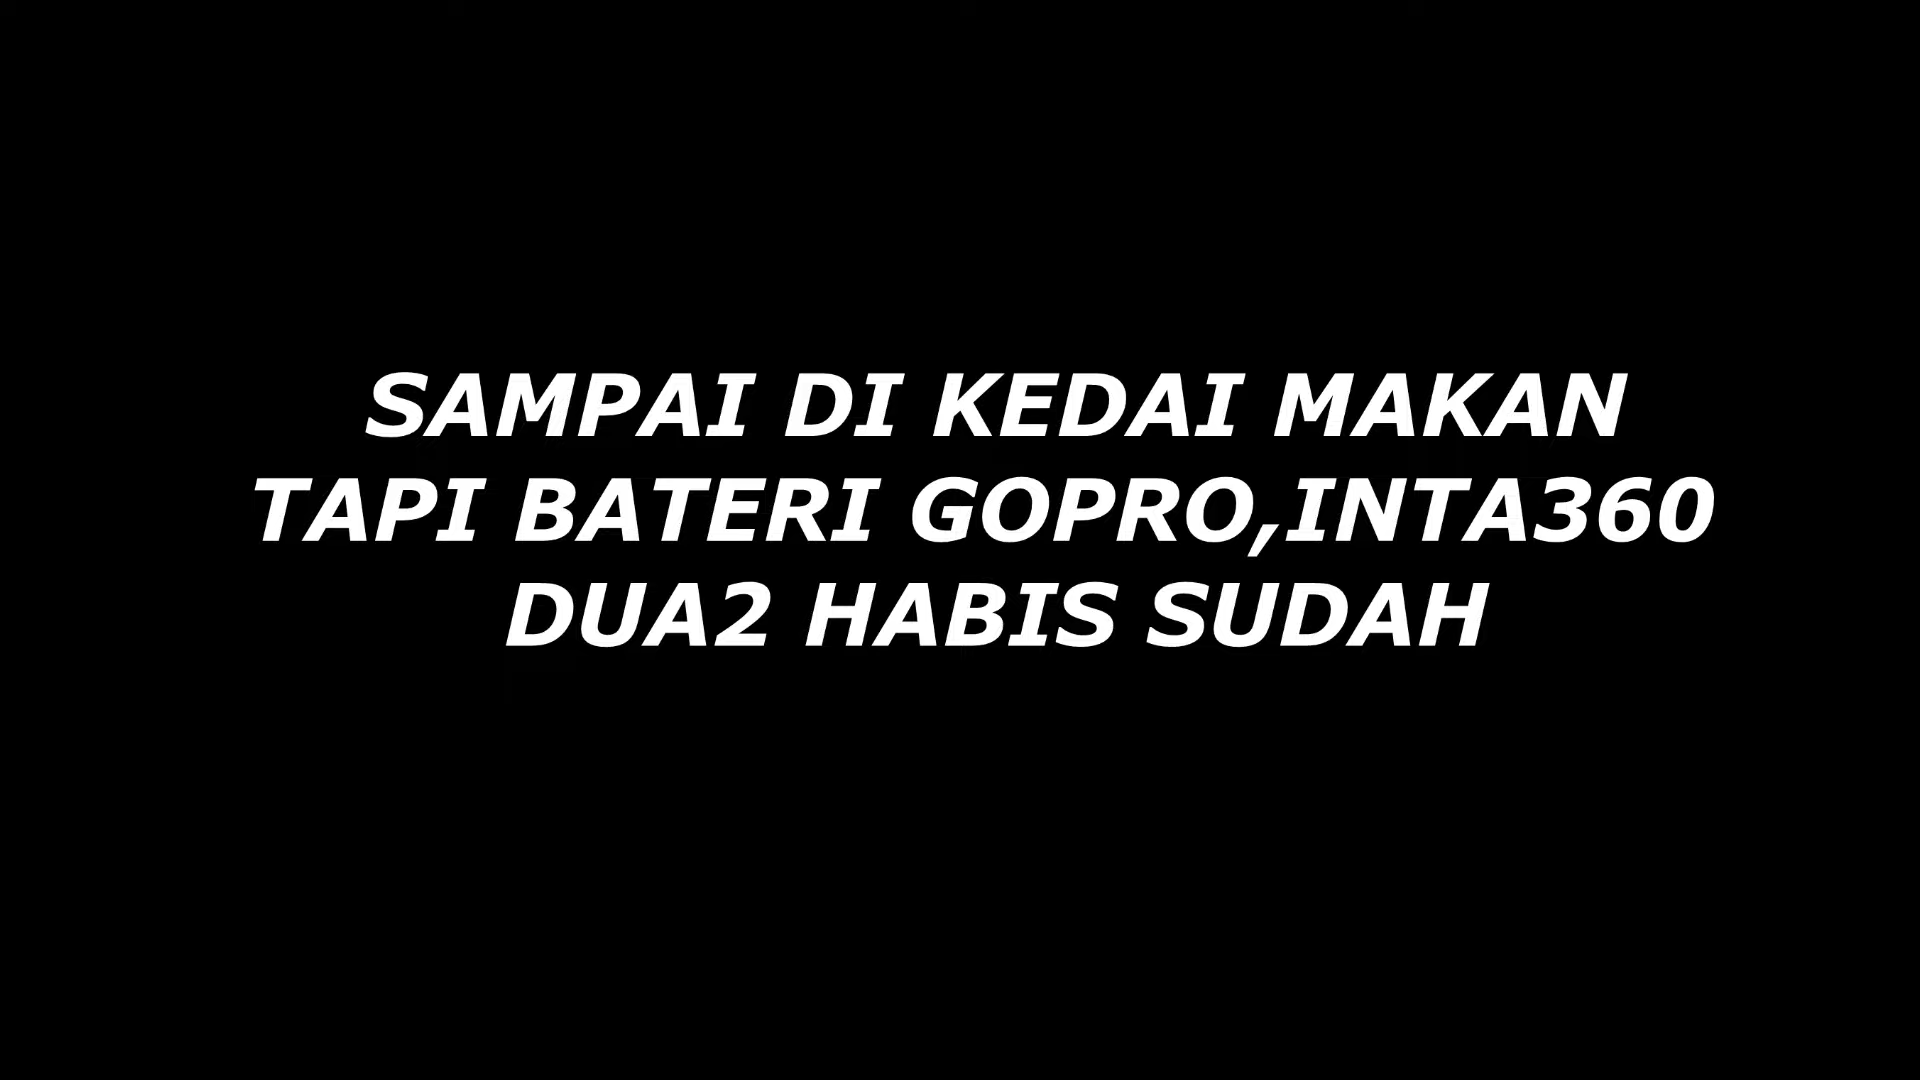 SAMPAI DI KEDAI MAKAN
TAPI BATERI GOPRO,INTA360
DUA2 HABIS SUDAH